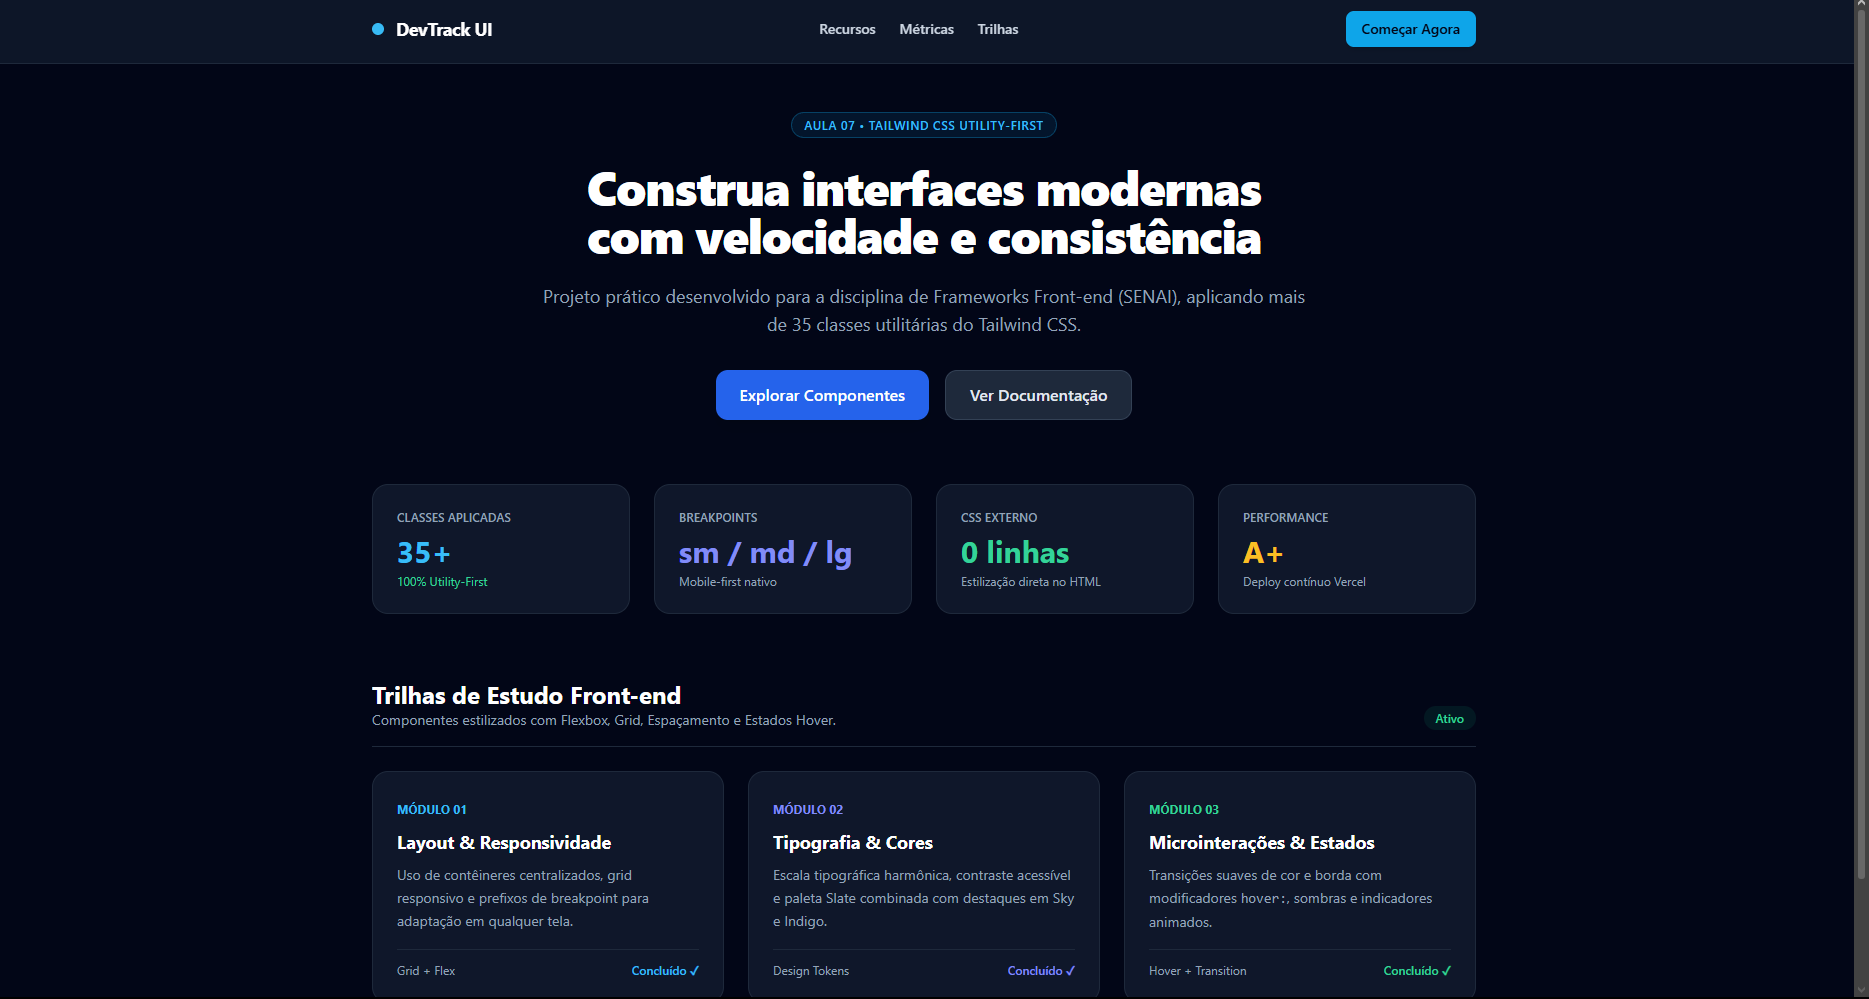 DevTrack UI
Recursos
Métricas
Trilhas
Começar Agora
AULA 07 • TAILWIND CSS UTILITY-FIRST
Construa interfaces modernas
com velocidade e consistência
Projeto prático desenvolvido para a disciplina de Frameworks Front-end (SENAI), aplicando mais
de 35 classes utilitárias do Tailwind CSS.
Explorar Componentes
Ver Documentação
CLASSES APLICADAS
35+
100% Utility-First
BREAKPOINTS
sm / md / lg
Mobile-first nativo
CSS EXTERNO
0 linhas
Estilização direta no HTML
PERFORMANCE
A+
Deploy contínuo Vercel
Trilhas de Estudo Front-end
Componentes estilizados com Flexbox, Grid, Espaçamento e Estados Hover.
Ativo
MÓDULO 01
Layout & Responsividade
Uso de contêineres centralizados, grid
responsivo e prefixos de breakpoint para
adaptação em qualquer tela.
Grid + Flex
Concluído ✓
MÓDULO 02
Tipografia & Cores
Escala tipográfica harmônica, contraste acessível
e paleta Slate combinada com destaques em Sky
e Indigo.
Design Tokens
Concluído ✓
MÓDULO 03
Microinterações & Estados
Transições suaves de cor e borda com
modificadores hover:, sombras e indicadores
animados.
Hover + Transition
Concluído ✓